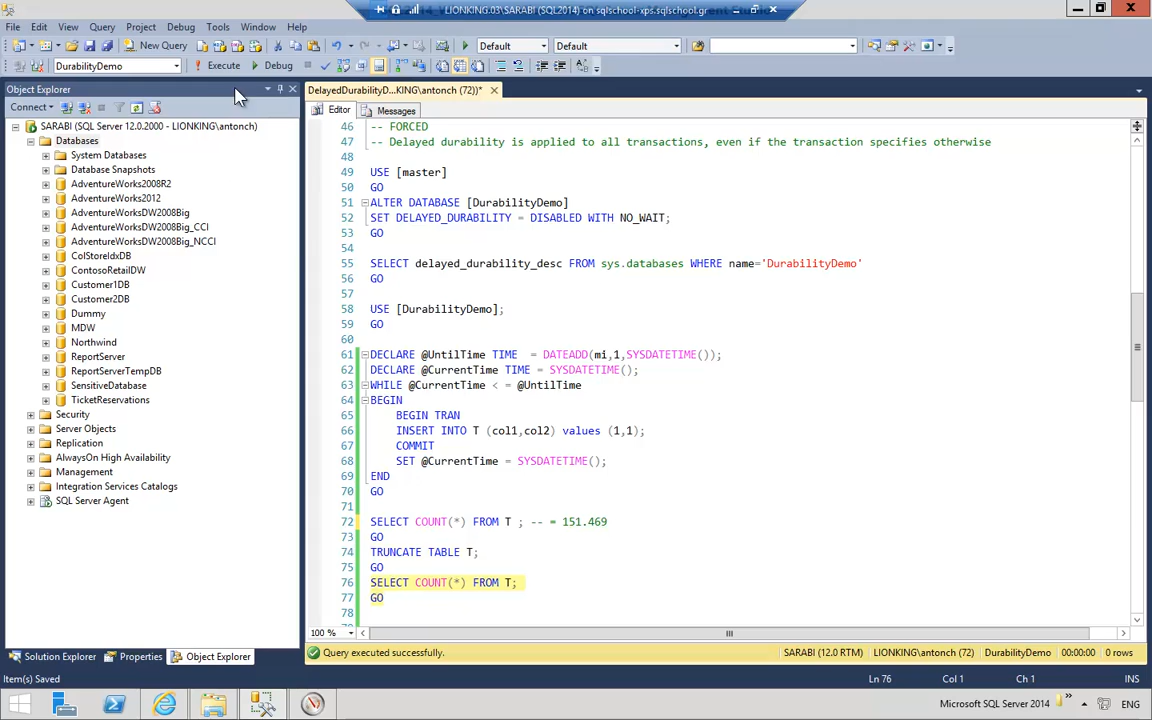 LIONKING.03\SARABI (SQL2014) on sqlschool-xps.sqlschool.gr
File Edit View Query Project Debug Tools Window Help
New Query Default Default
DurabilityDemo Execute Debug
Object Explorer
Connect
SARABI (SQL Server 12.0.2000 - LIONKING\antonch)
Databases
System Databases
Database Snapshots
AdventureWorks2008R2
AdventureWorks2012
AdventureWorksDW2008Big
AdventureWorksDW2008Big_CCI
AdventureWorksDW2008Big_NCCI
ColStoreIdxDB
ContosoRetailDW
Customer1DB
Customer2DB
Dummy
MDW
Northwind
ReportServer
ReportServerTempDB
SensitiveDatabase
TicketReservations
Security
Server Objects
Replication
AlwaysOn High Availability
Management
Integration Services Catalogs
SQL Server Agent
Solution Explorer Properties Object Explorer
DelayedDurabilityD...KING\antonch (72))*
Editor Messages
46 -- FORCED
47 -- Delayed durability is applied to all transactions, even if the transaction specifies otherwise
48
49 USE [master]
50 GO
51 ALTER DATABASE [DurabilityDemo]
52 SET DELAYED_DURABILITY = DISABLED WITH NO_WAIT;
53 GO
54
55 SELECT delayed_durability_desc FROM sys.databases WHERE name='DurabilityDemo'
56 GO
57
58 USE [DurabilityDemo];
59 GO
60
61 DECLARE @UntilTime TIME = DATEADD(mi,1,SYSDATETIME());
62 DECLARE @CurrentTime TIME = SYSDATETIME();
63 WHILE @CurrentTime < = @UntilTime
64 BEGIN
65 BEGIN TRAN
66 INSERT INTO T (col1,col2) values (1,1);
67 COMMIT
68 SET @CurrentTime = SYSDATETIME();
69 END
70 GO
71
72 SELECT COUNT(*) FROM T ; -- = 151.469
73 GO
74 TRUNCATE TABLE T;
75 GO
76 SELECT COUNT(*) FROM T;
77 GO
78
100 %
Query executed successfully. SARABI (12.0 RTM) LIONKING\antonch (72) DurabilityDemo 00:00:00 0 rows
Item(s) Saved Ln 76 Col 1 Ch 1 INS
Microsoft SQL Server 2014 ENG